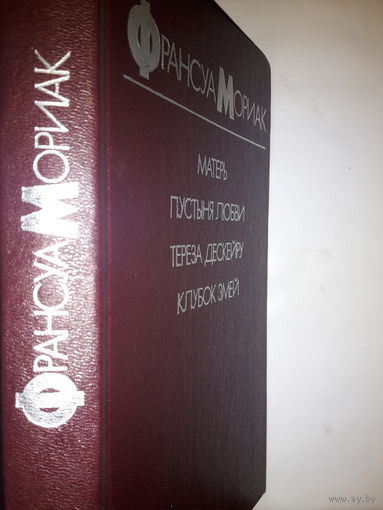 ФРАНСУА МОРИАК
ФРАНСУА МОРИАК
МАТЕРЬ
ПУСТЫНЯ ЛЮБВИ
ТЕРЕЗА ДЕСКЕЙРУ
КЛУБОК ЗМЕЙ
www.ay.by